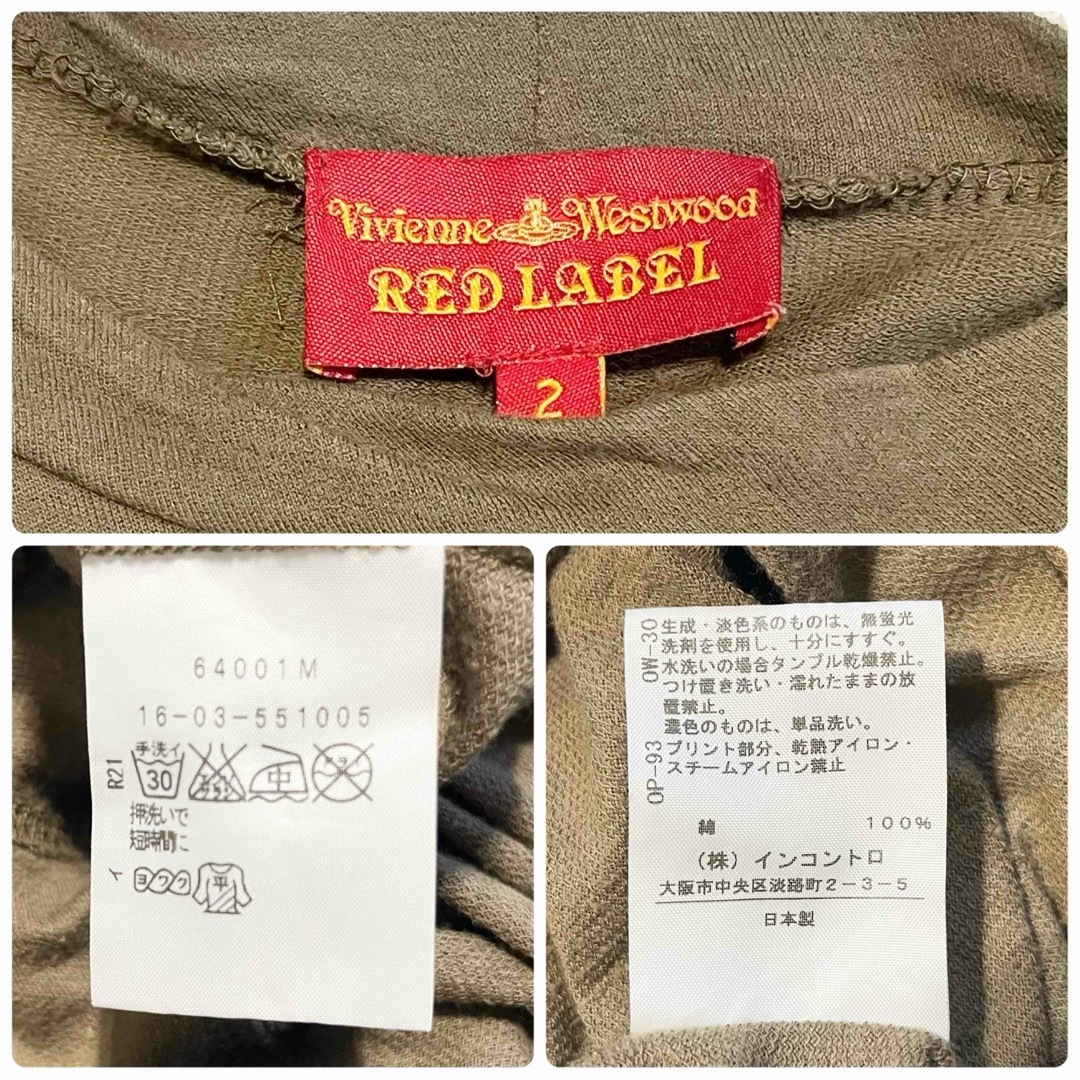 Vivienne Westwood
RED LABEL
2
64001M
16-03-551005
R21
手洗イ
30
中
押洗いで
短時間に
イ
ヨワク
平
OW-30
生成・淡色系のものは、無蛍光
洗剤を使用し、十分にすすぐ。
水洗いの場合タンブル乾燥禁止。
つけ置き洗い・濡れたままの放
置禁止。
濃色のものは、単品洗い。
OP-93
プリント部分、乾熱アイロン・
スチームアイロン禁止
綿 100%
(株)インコントロ
大阪市中央区淡路町2-3-5
日本製